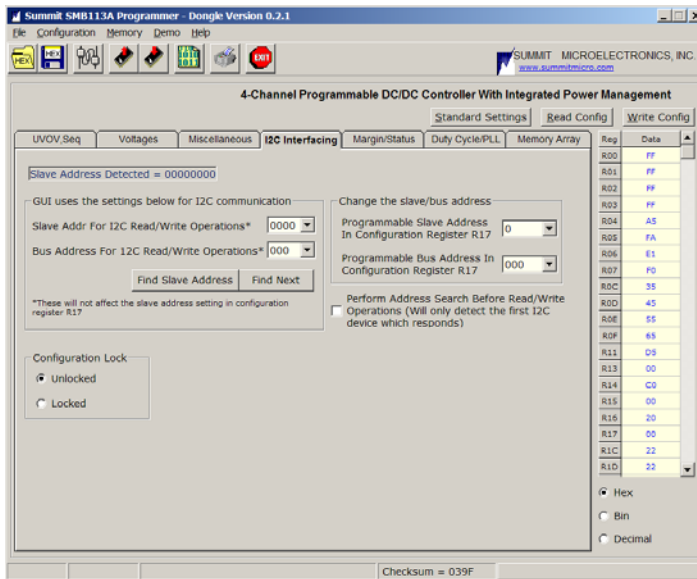 Summit SMB113A Programmer - Dongle Version 0.2.1
File Configuration Memory Demo Help
HEX HEX EXIT
SUMMIT MICROELECTRONICS, INC.
www.summitmicro.com
4-Channel Programmable DC/DC Controller With Integrated Power Management
Standard Settings Read Config Write Config
UVOV,Seq Voltages Miscellaneous I2C Interfacing Margin/Status Duty Cycle/PLL Memory Array
Slave Address Detected = 00000000
GUI uses the settings below for I2C communication
Slave Addr For I2C Read/Write Operations* 0000
Bus Address For 12C Read/Write Operations* 000
Find Slave Address Find Next
*These will not affect the slave address setting in configuration
register R17
Change the slave/bus address
Programmable Slave Address
In Configuration Register R17 0
Programmable Bus Address In
Configuration Register R17 000
Perform Address Search Before Read/Write
Operations (Will only detect the first I2C
device which responds)
Configuration Lock
Unlocked
Locked
Reg Data
R00 FF
R01 FF
R02 FF
R03 FF
R04 A5
R05 FA
R06 E1
R07 F0
R0C 35
R0D 45
R0E 55
R0F 65
R11 D5
R13 00
R14 C0
R15 00
R16 20
R17 00
R1C 22
R1D 22
Hex
Bin
Decimal
Checksum = 039F